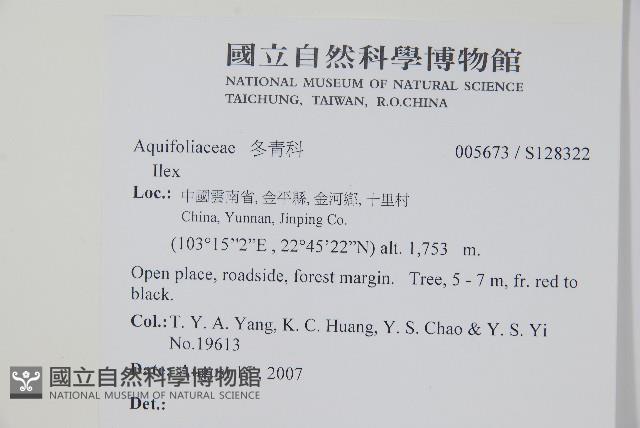 國立自然科學博物館
NATIONAL MUSEUM OF NATURAL SCIENCE
TAICHUNG, TAIWAN, R.O.CHINA
Aquifoliaceae 冬青科 005673 / S128322
Ilex
Loc.: 中國雲南省, 金平縣, 金河鄉, 十里村
China, Yunnan, Jinping Co.
(103°15"2"E , 22°45'22"N) alt. 1,753 m.
Open place, roadside, forest margin. Tree, 5 - 7 m, fr. red to
black.
Col.: T. Y. A. Yang, K. C. Huang, Y. S. Chao & Y. S. Yi
No.19613
Date: 2007
國立自然科學博物館
NATIONAL MUSEUM OF NATURAL SCIENCE
Det.: